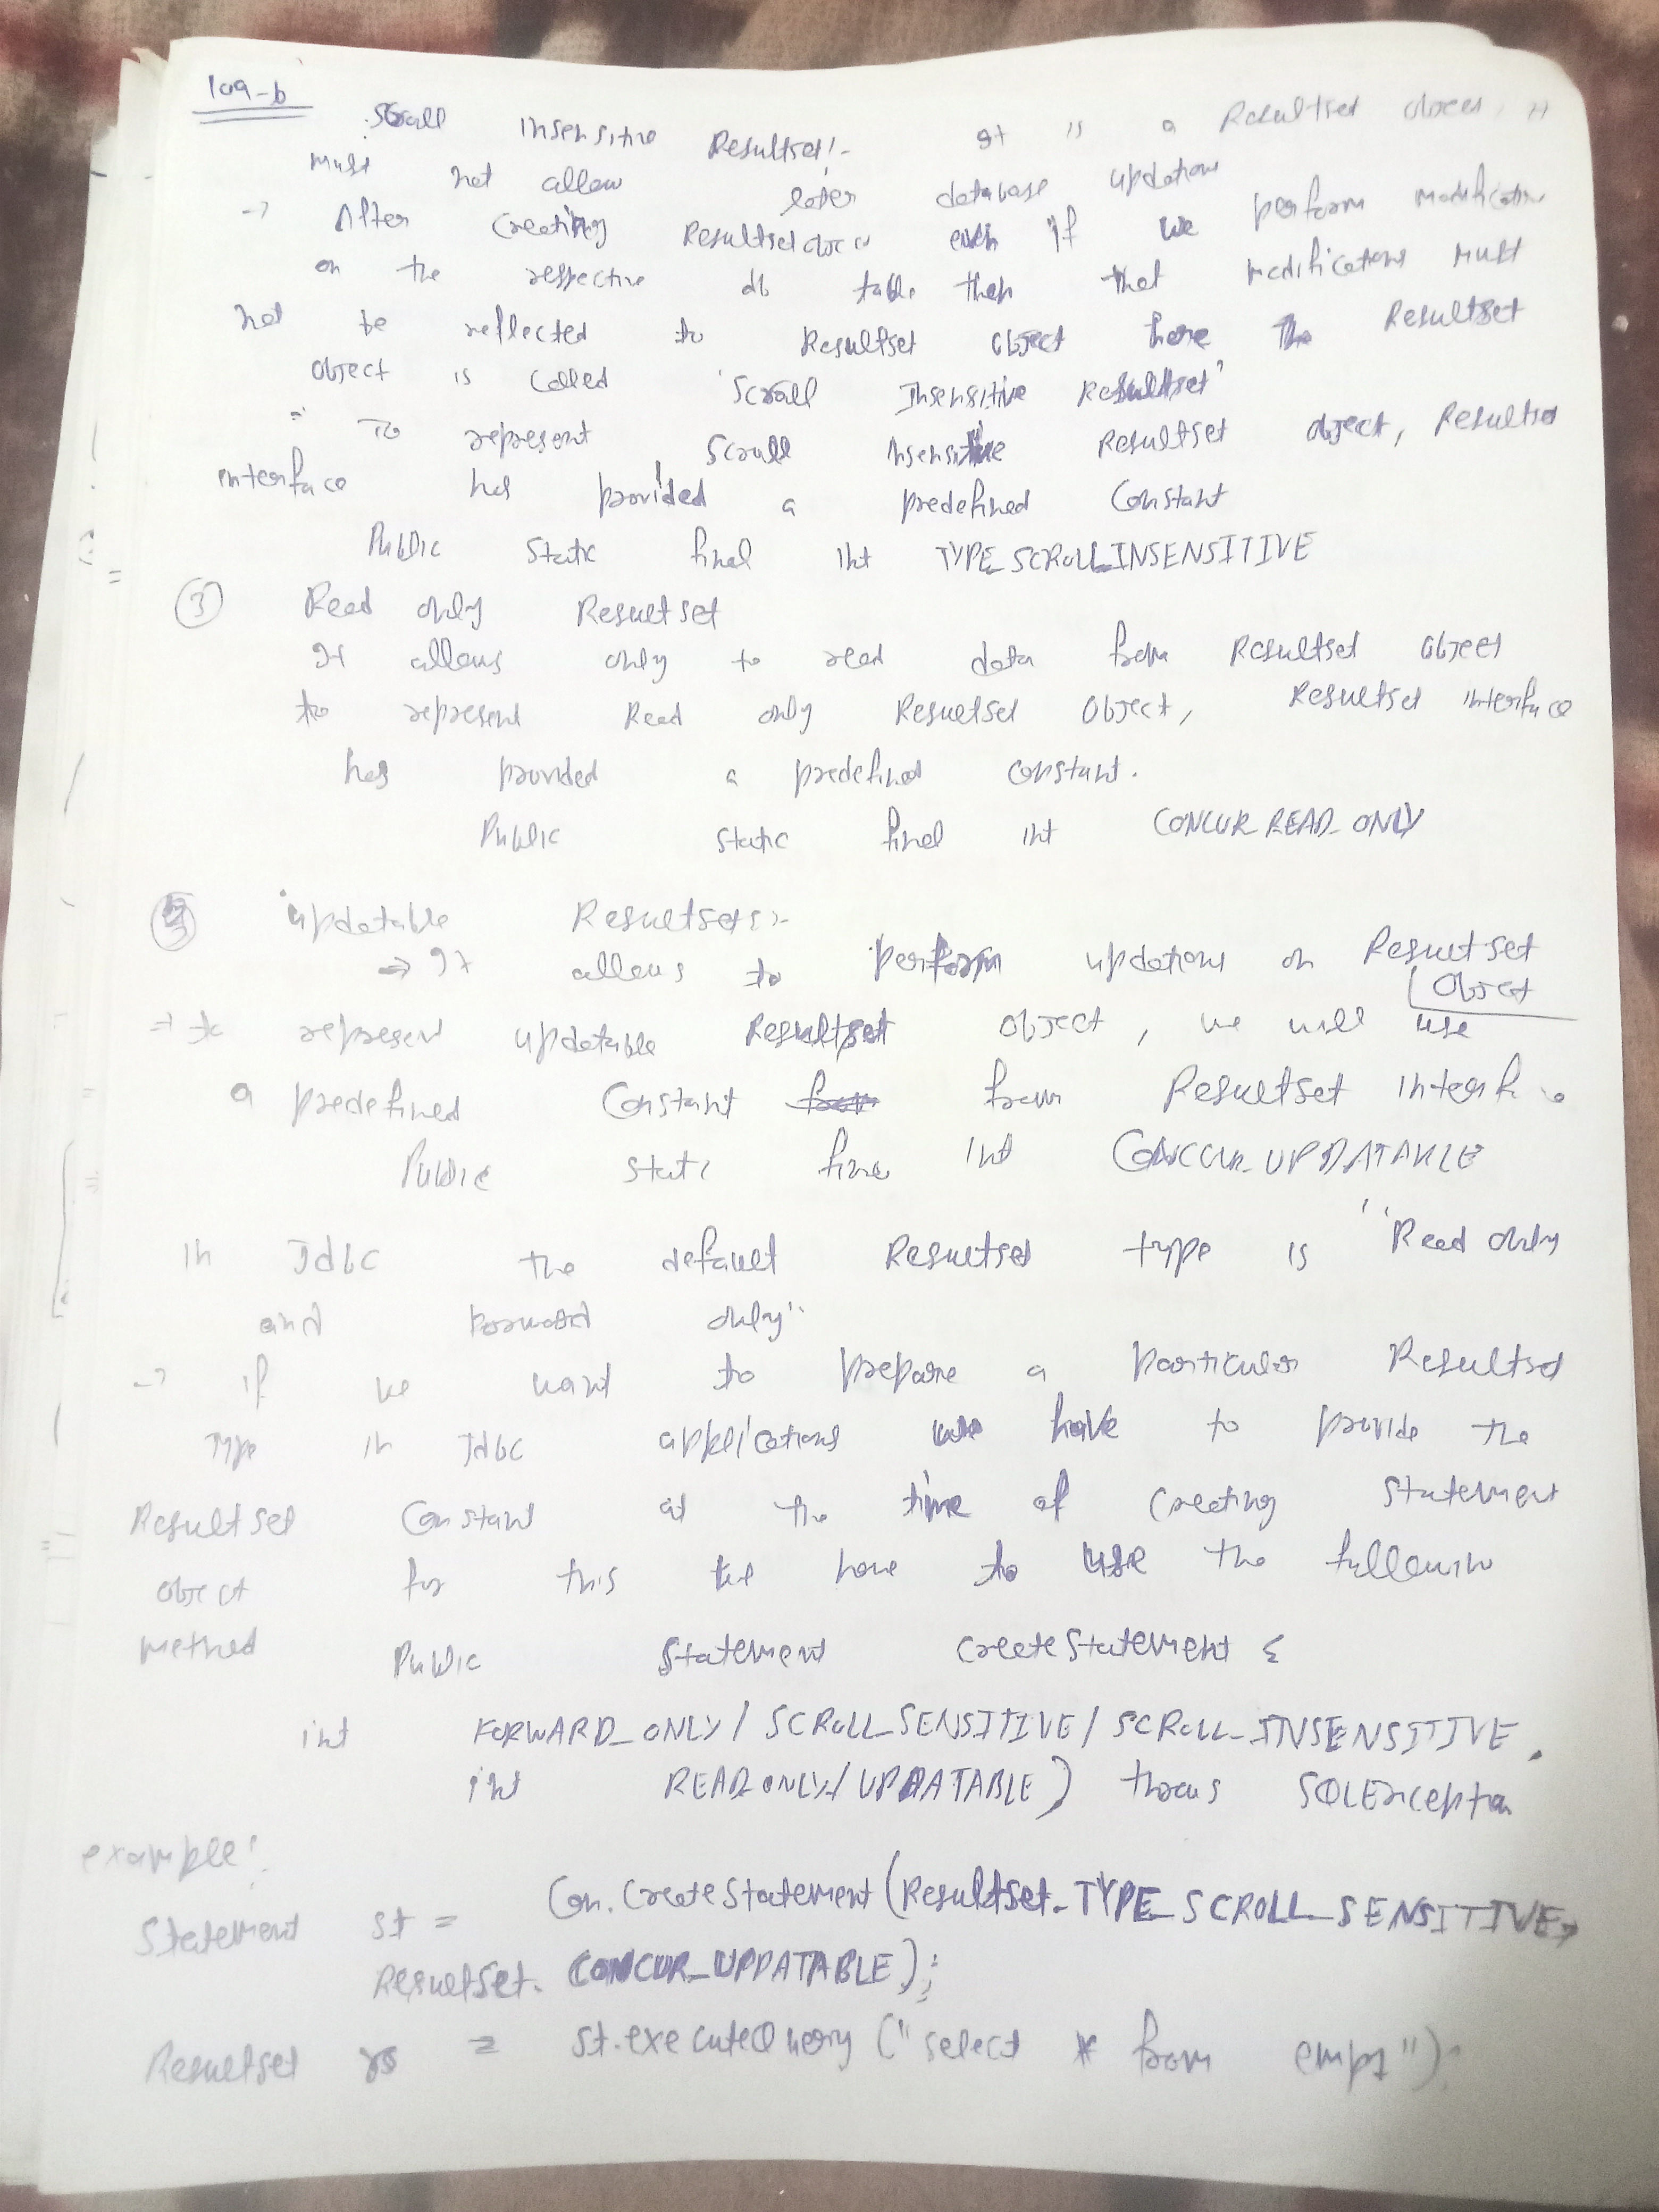 109-b
Scroll Insensitive Resultset:- It is a Resultset object, it
must not allow later database updations
→ After creating Resultset object even if we perform modifications
on the respective db table then that modifications must
not be reflected to Resultset object here the Resultset
object is called "Scroll Insensitive Resultset"
⇒ To represent Scroll Insensitive Resultset object, Resultset
interface has provided a predefined Constant
Public static final int TYPE_SCROLL_INSENSITIVE
③ Read only Resultset
It allows only to read data from Resultset object
to represent Read only Resultset Object, Resultset interface
has provided a predefined constant.
Public static final int CONCUR_READ_ONLY
updatable Resultsets:-
⇒ It allows to perform updations on Resultset
Object
→ to represent updatable Resultset object, we will use
a predefined Constant from Resultset interface
Public static final int CONCUR_UPDATABLE
in Jdbc the default Resultset type is "Read only
and Forward only"
→ if we want to prepare a particular Resultset
Type in Jdbc applications we have to provide the
Resultset Constant at the time of creating statement
object for this we have to use the following
method Public Statement CreateStatement (
int FORWARD_ONLY / SCROLL_SENSITIVE / SCROLL_INSENSITIVE,
int READ_ONLY/UPDATABLE) throws SQLException
example:
Statement st = Con.CreateStatement (Resultset.TYPE_SCROLL_SENSITIVE,
Resultset.CONCUR_UPDATABLE);
Resultset rs = st.executeQuery ("select * from emp1");